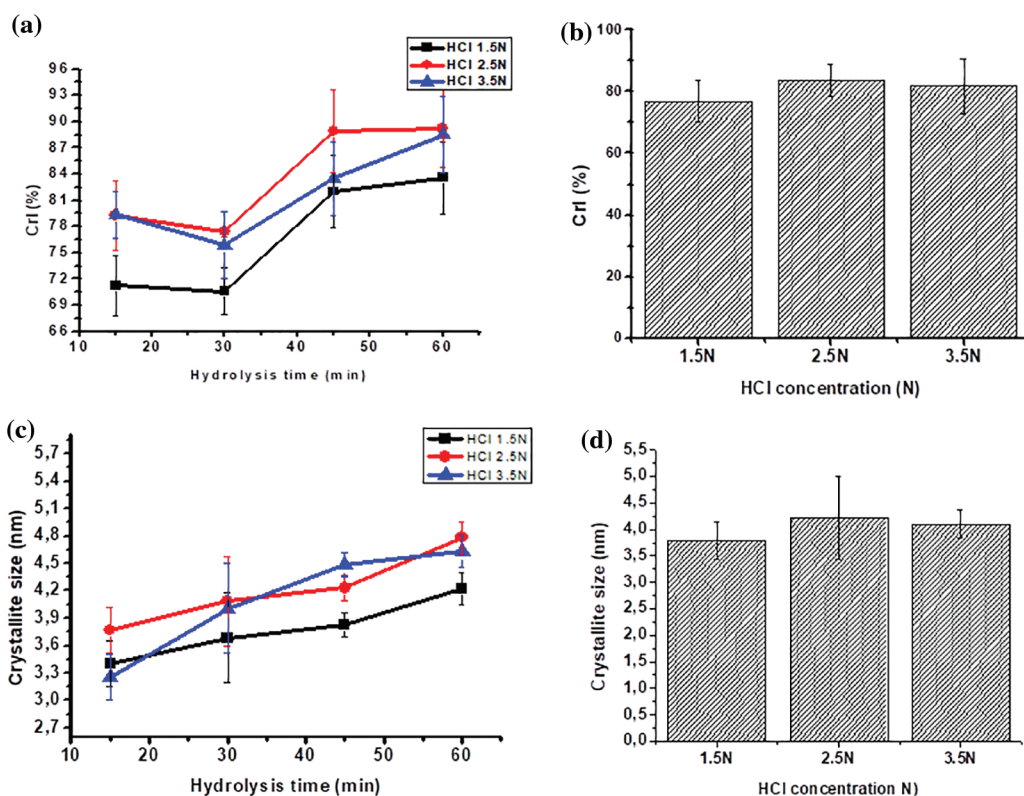 (a)
HCl 1.5N
HCl 2.5N
HCl 3.5N
96
93
90
87
84
81
78
75
72
69
66
CrI (%)
10 20 30 40 50 60
Hydrolysis time (min)
(b)
100
80
60
40
20
0
CrI (%)
1.5N 2.5N 3.5N
HCl concentration (N)
(c)
HCl 1.5N
HCl 2.5N
HCl 3.5N
5,7
5,4
5,1
4,8
4,5
4,2
3,9
3,6
3,3
3,0
2,7
Crystallite size (nm)
10 20 30 40 50 60
Hydrolysis time (min)
(d)
5,5
5,0
4,5
4,0
3,5
3,0
2,5
2,0
1,5
1,0
0,5
0,0
Crystallite size (nm)
1.5N 2.5N 3.5N
HCl concentration N)